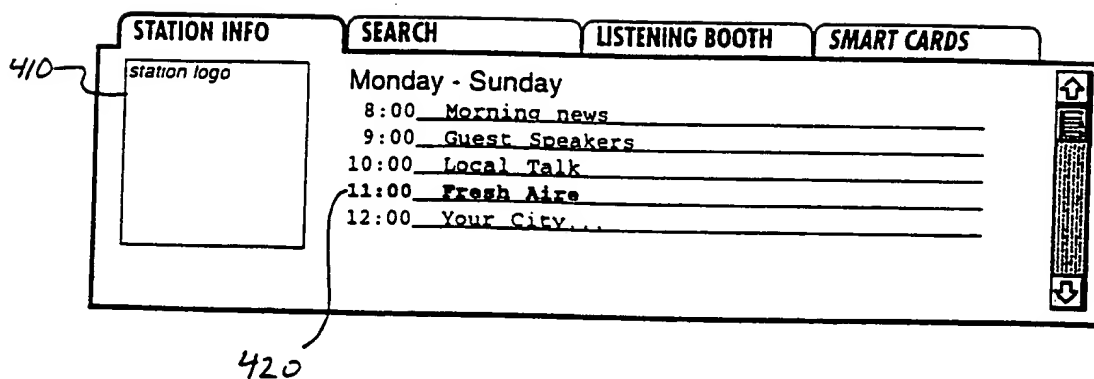 STATION INFO SEARCH LISTENING BOOTH SMART CARDS
410 station logo
Monday - Sunday
8:00 Morning news
9:00 Guest Speakers
10:00 Local Talk
11:00 Fresh Aire
12:00 Your City...
420